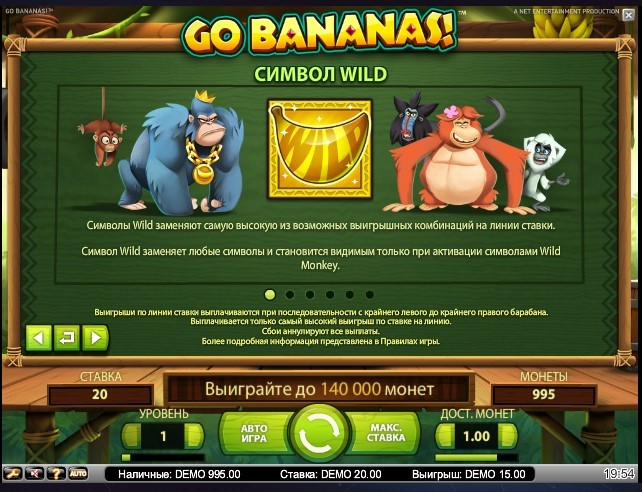 GO BANANAS!™
A NET ENTERTAINMENT PRODUCTION
GO BANANAS!™
СИМВОЛ WILD
WILD
Символы Wild заменяют самую высокую из возможных выигрышных комбинаций на линии ставки.
Символ Wild заменяет любые символы и становится видимым только при активации символами Wild
Monkey.
Выигрыши по линии ставки выплачиваются при последовательности с крайнего левого до крайнего правого барабана.
Выплачивается только самый высокий выигрыш по ставке на линию.
Сбои аннулируют все выплаты.
Более подробная информация представлена в Правилах игры.
СТАВКА
20
Выиграйте до 140 000 монет
МОНЕТЫ
995
УРОВЕНЬ
1
АВТО
ИГРА
МАКС.
СТАВКА
ДОСТ. МОНЕТ
1.00
AUTO
Наличные: DEMO 995.00
Ставка: DEMO 20.00
Выигрыш: DEMO 15.00
19:54